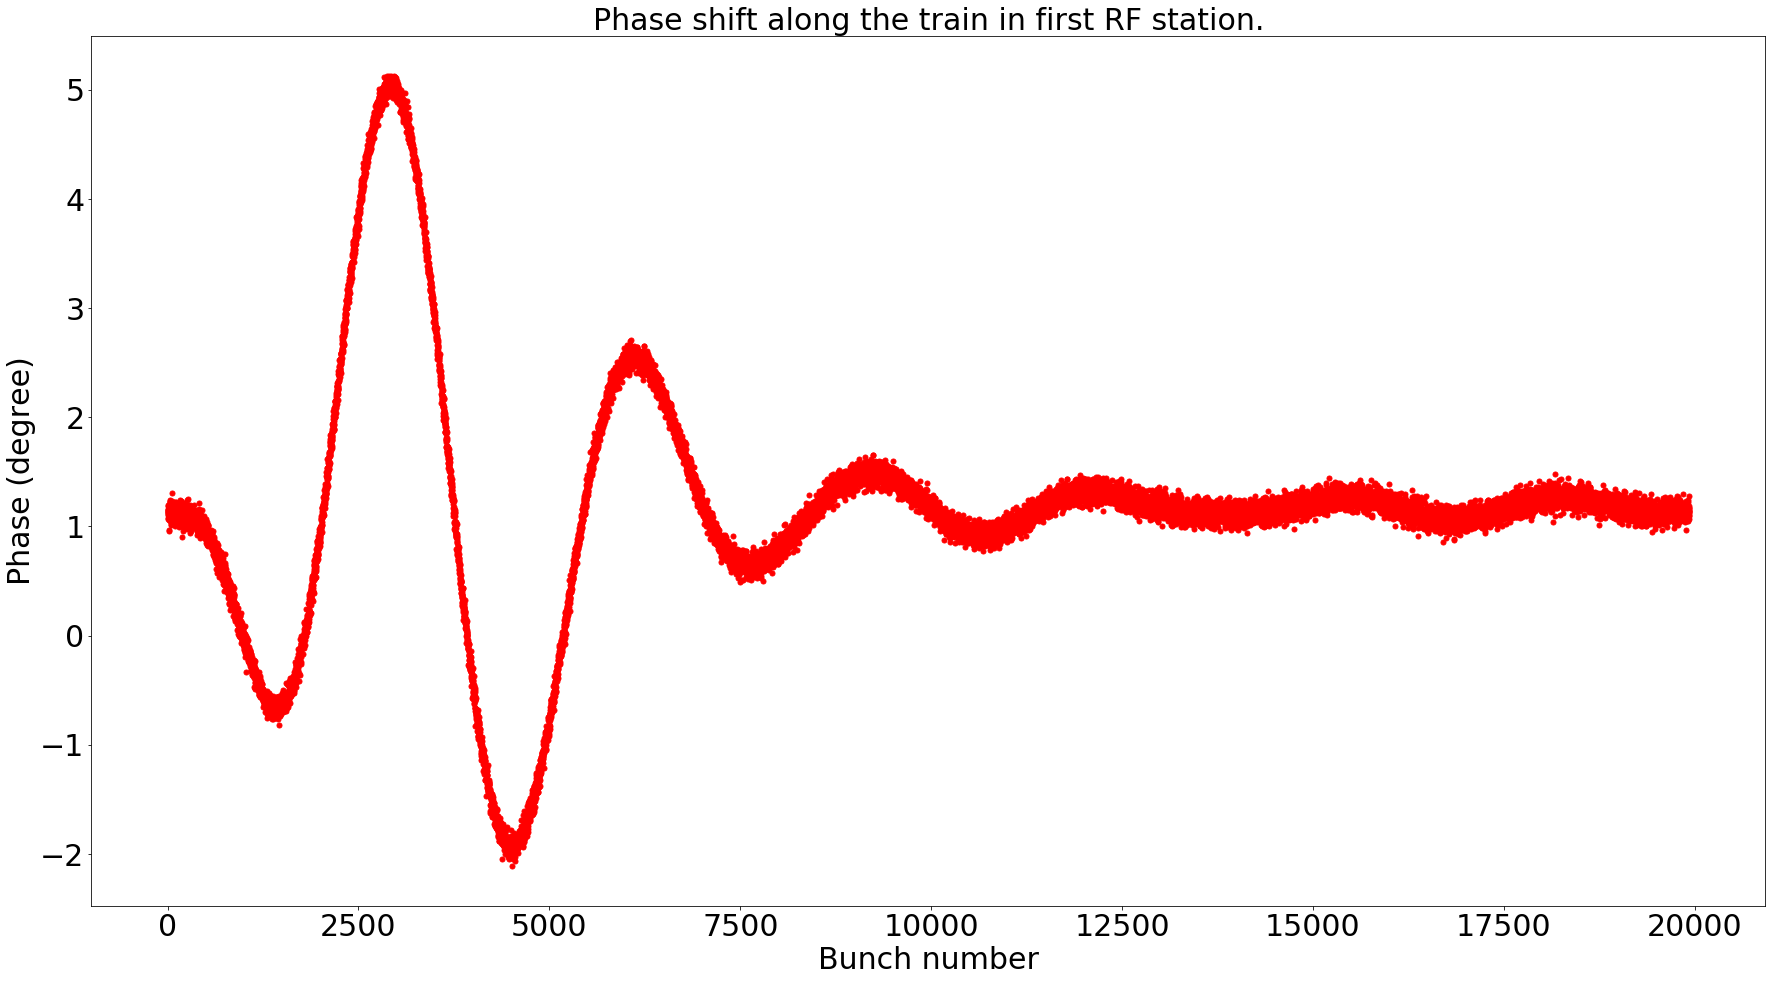 Phase shift along the train in first RF station.
5
4
3
2
1
0
−1
−2
Phase (degree)
0 2500 5000 7500 10000 12500 15000 17500 20000
Bunch number